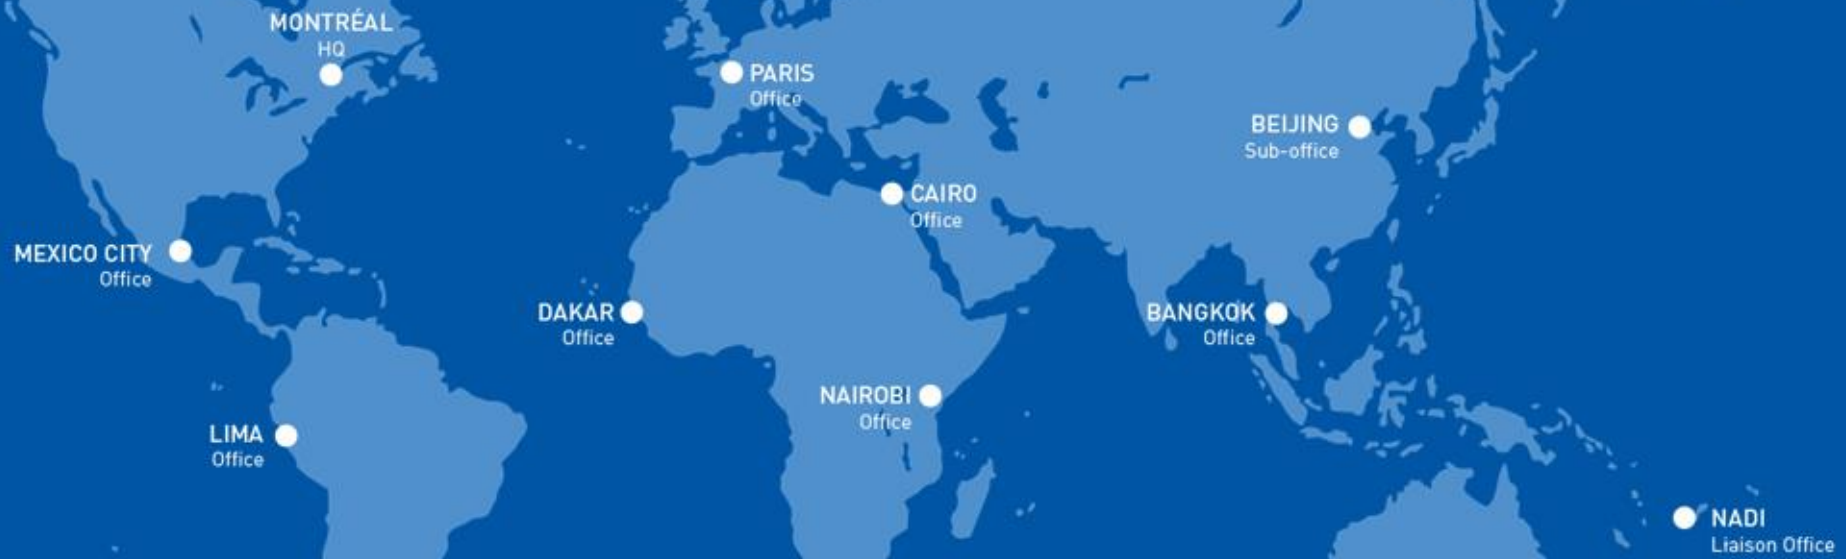 MONTRÉAL
HQ
PARIS
Office
BEIJING
Sub-office
CAIRO
Office
MEXICO CITY
Office
DAKAR
Office
BANGKOK
Office
NAIROBI
Office
LIMA
Office
NADI
Liaison Office